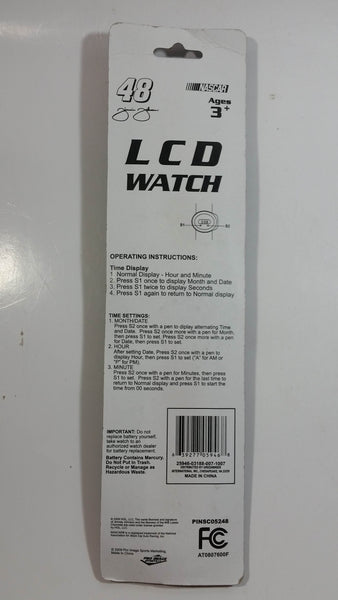 48
NASCAR
Ages
3+
LCD
WATCH
S1
S2
OPERATING INSTRUCTIONS:
Time Display
1. Normal Display - Hour and Minute
2. Press S1 once to display Month and Date
3. Press S1 twice to display Seconds
4. Press S1 again to return to Normal display
TIME SETTINGS:
1. MONTH/DATE
Press S2 once with a pen to diplay alternating Time
and Date. Press S2 once more with a pen for Month,
then press S1 to set. Press S2 once more with a pen
for Date, then press S1 to set.
2. HOUR
After setting Date, Press S2 once with a pen to
display Hour, then press S1 to set ("A" for AM or
"P" for PM).
3. MINUTE
Press S2 once with a pen for Minutes, then press
S1 to set. Press S2 with a pen for the last time to
return to Normal display and press S1 to start the
time from 00 seconds.
IMPORTANT: Do not
replace battery yourself,
take watch to an
authorized watch dealer
for battery replacement.
Battery Contains Mercury.
Do Not Put in Trash.
Recycle or Manage as
Hazardous Waste.
MADE IN CHINA
PINSC05248
FC
AT0807600F
Made in China